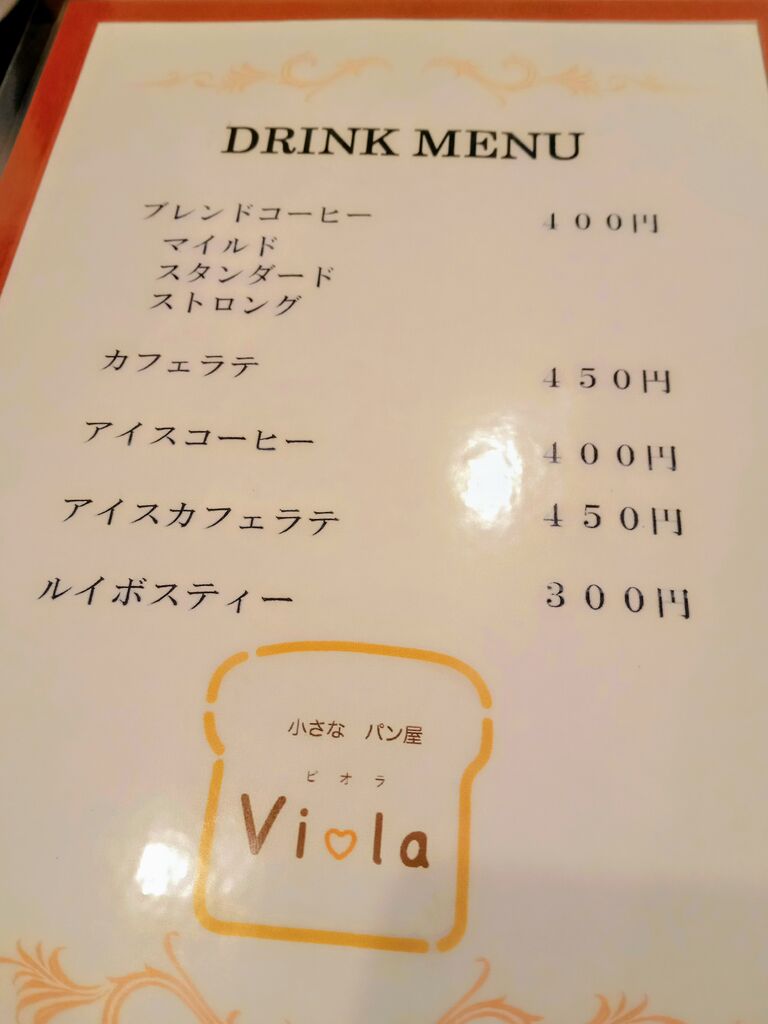 DRINK MENU
ブレンドコーヒー ４００円
マイルド
スタンダード
ストロング
カフェラテ ４５０円
アイスコーヒー ４００円
アイスカフェラテ ４５０円
ルイボスティー ３００円
小さな パン屋
ビオラ
Viola